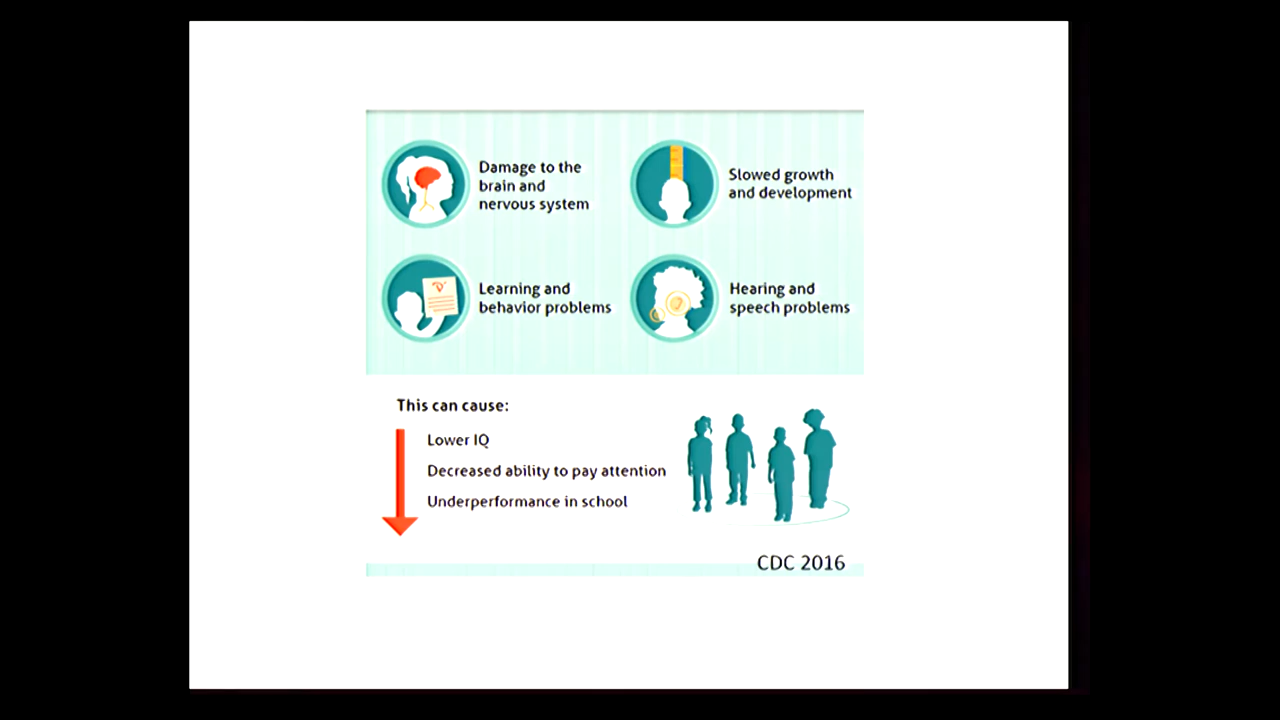 Damage to the
brain and
nervous system
Slowed growth
and development
Learning and
behavior problems
Hearing and
speech problems
This can cause:
Lower IQ
Decreased ability to pay attention
Underperformance in school
CDC 2016